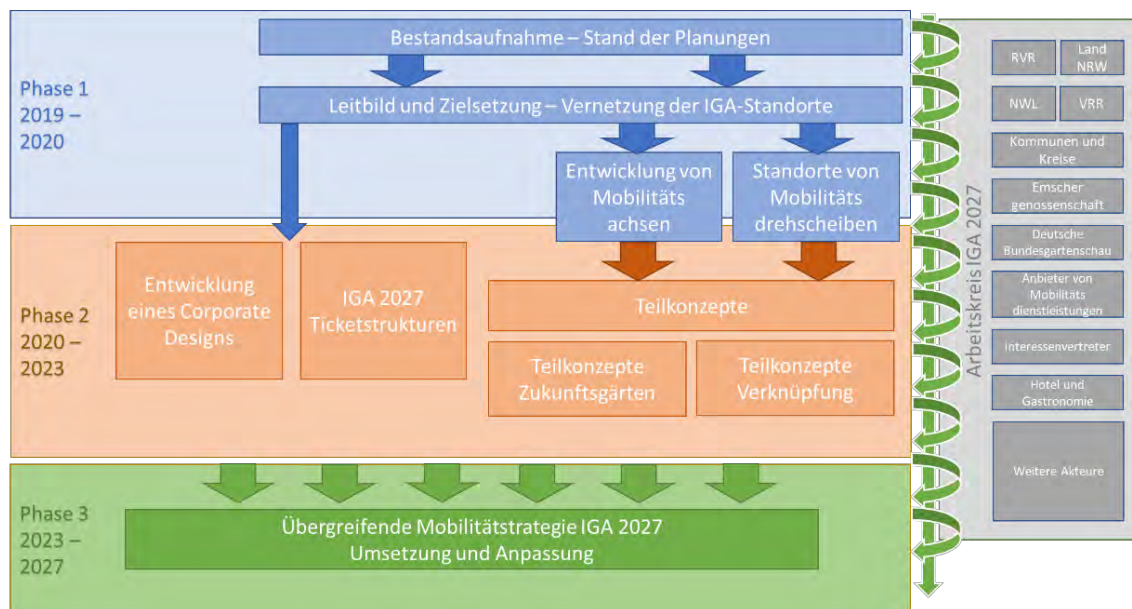 Phase 1
2019 –
2020
Bestandsaufnahme – Stand der Planungen
Leitbild und Zielsetzung – Vernetzung der IGA-Standorte
Entwicklung von
Mobilitäts
achsen
Standorte von
Mobilitäts
drehscheiben
Phase 2
2020 –
2023
Entwicklung
eines Corporate
Designs
IGA 2027
Ticketstrukturen
Teilkonzepte
Teilkonzepte
Zukunftsgärten
Teilkonzepte
Verknüpfung
Phase 3
2023 –
2027
Übergreifende Mobilitätstrategie IGA 2027
Umsetzung und Anpassung
Arbeitskreis IGA 2027
RVR
Land
NRW
NWL
VRR
Kommunen und
Kreise
Emscher
genossenschaft
Deutsche
Bundesgartenschau
Anbieter von
Mobilitäts
dienstleistungen
Interessenvertreter
Hotel und
Gastronomie
Weitere Akteure